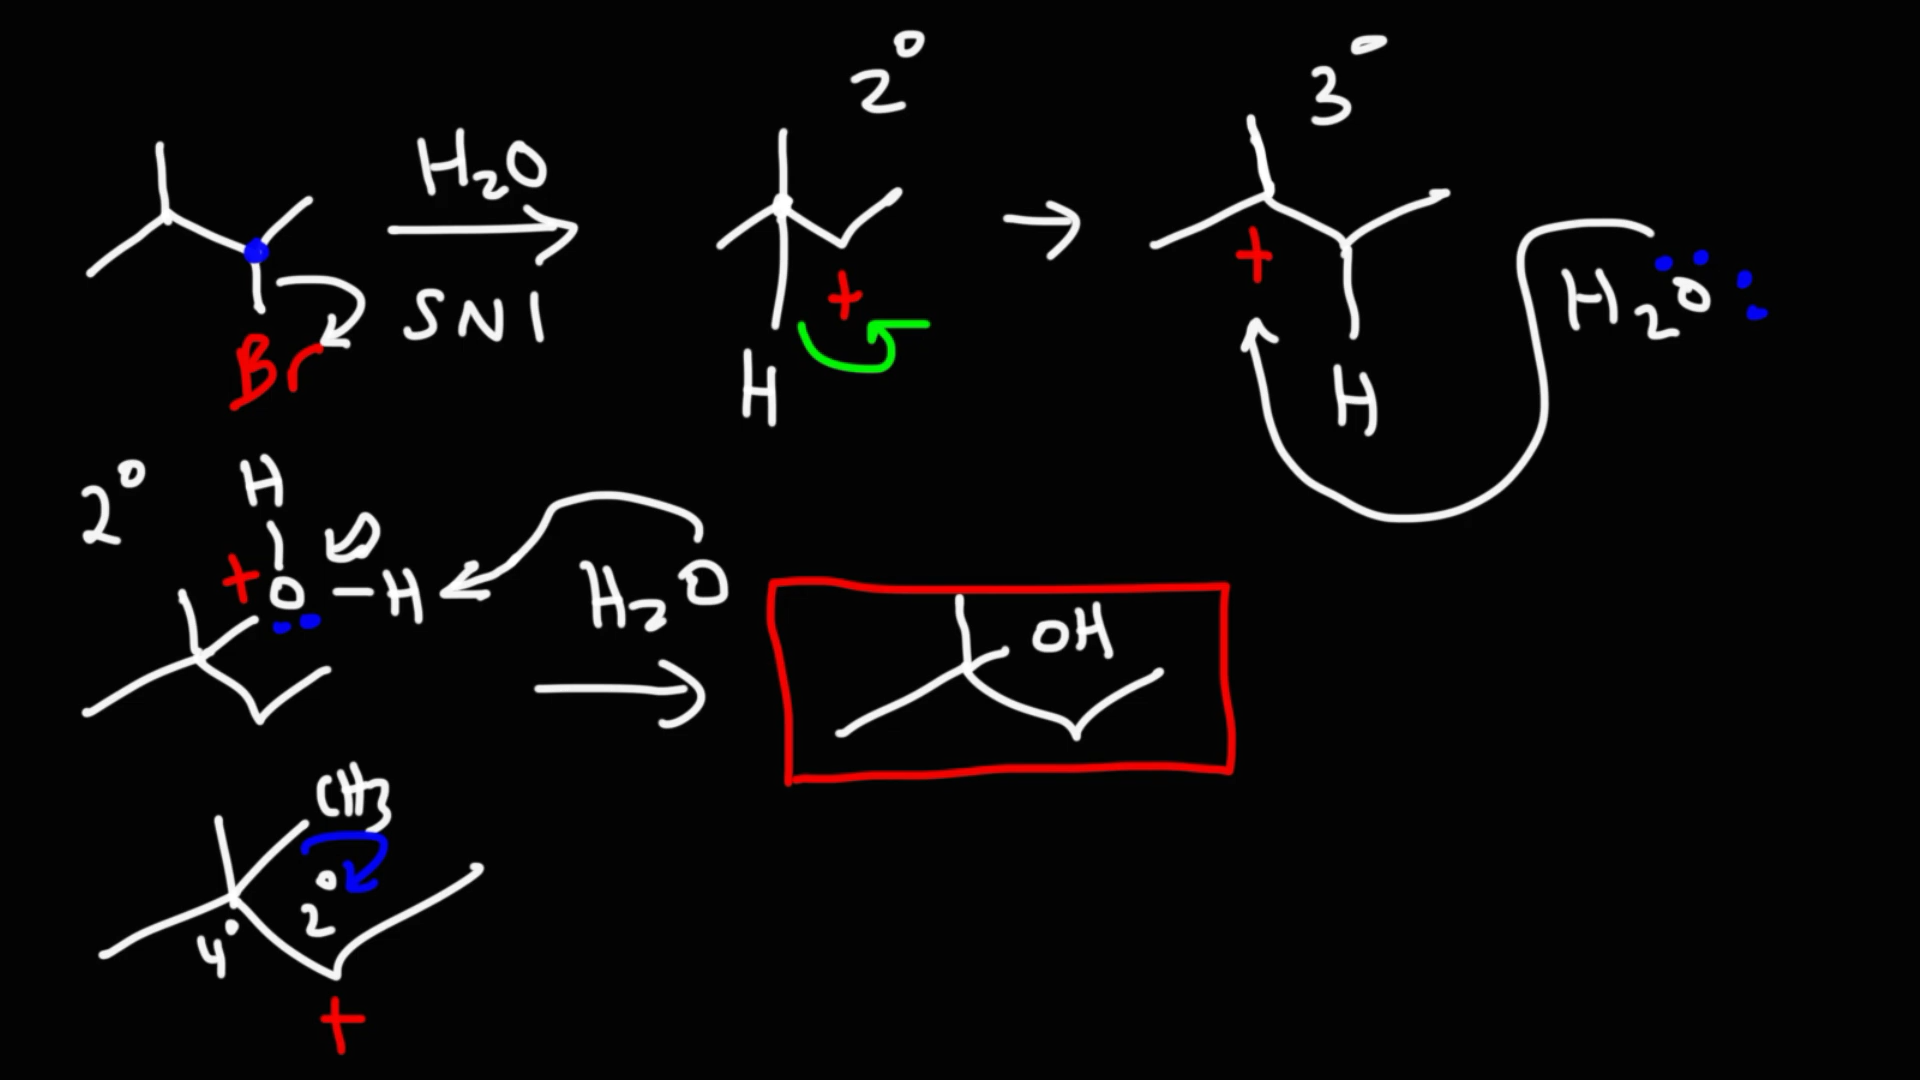 2°
3°
H₂O
SN1
+
+
H₂O
Br
H
H
2°
H
+
O-H
H₂O
OH
CH3
2°
4°
+